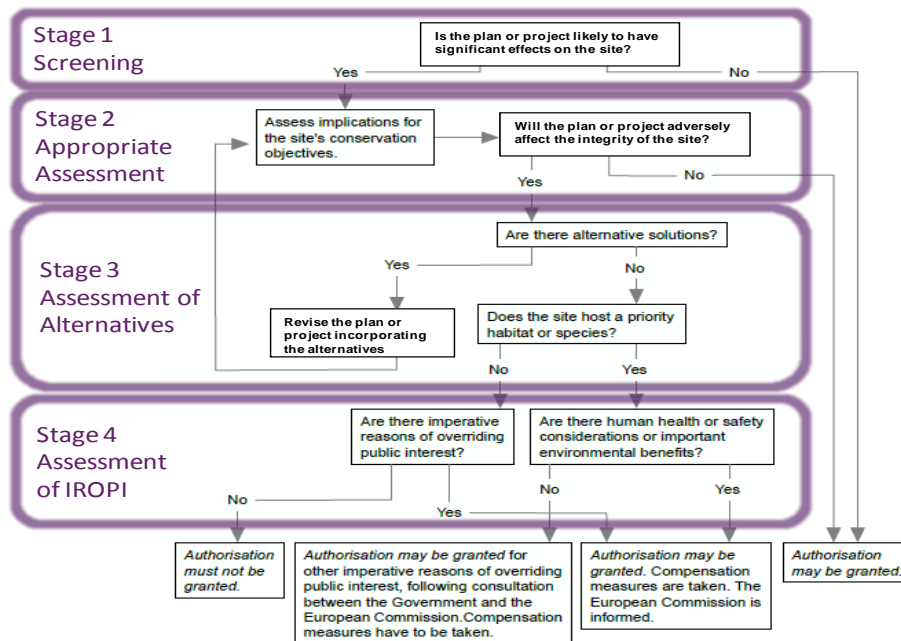 Stage 1
Screening
Is the plan or project likely to have
significant effects on the site?
Yes
No
Stage 2
Appropriate
Assessment
Assess implications for
the site's conservation
objectives.
Will the plan or project adversely
affect the integrity of the site?
Yes
No
Stage 3
Assessment of
Alternatives
Are there alternative solutions?
Yes
No
Revise the plan or
project incorporating
the alternatives
Does the site host a priority
habitat or species?
No
Yes
Stage 4
Assessment
of IROPI
Are there imperative
reasons of overriding
public interest?
Are there human health or safety
considerations or important
environmental benefits?
No
Yes
No
Yes
Authorisation
must not be
granted.
Authorisation may be granted for
other imperative reasons of overriding
public interest, following consultation
between the Government and the
European Commission.Compensation
measures have to be taken.
Authorisation may be
granted. Compensation
measures are taken. The
European Commission is
informed.
Authorisation
may be granted.